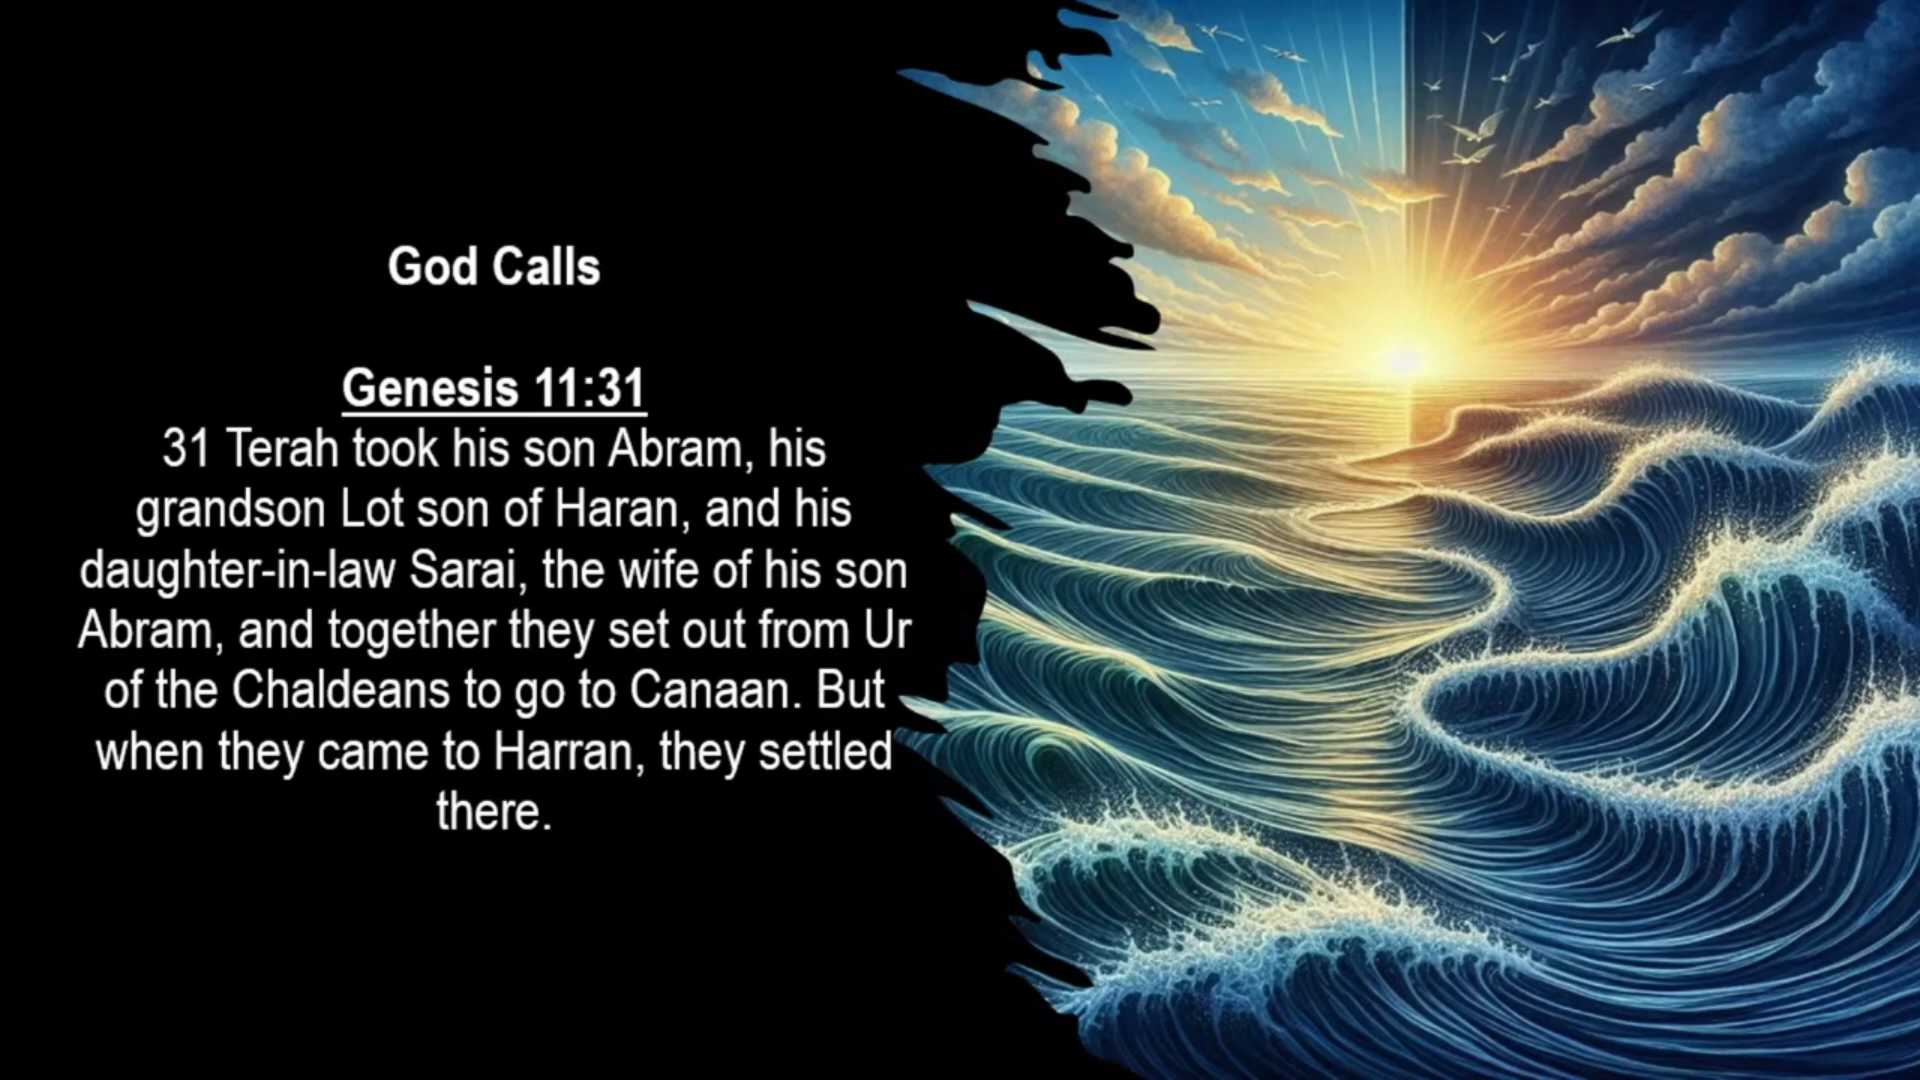 God Calls
Genesis 11:31
31 Terah took his son Abram, his
grandson Lot son of Haran, and his
daughter-in-law Sarai, the wife of his son
Abram, and together they set out from Ur
of the Chaldeans to go to Canaan. But
when they came to Harran, they settled
there.